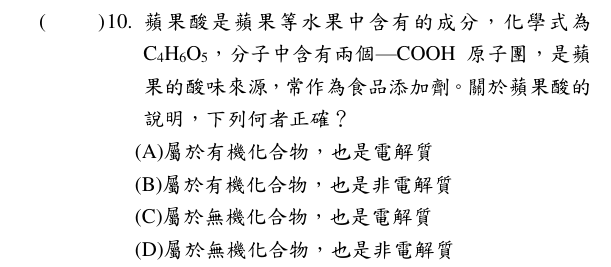 (　　)10. 蘋果酸是蘋果等水果中含有的成分，化學式為
C₄H₆O₅，分子中含有兩個—COOH 原子團，是蘋
果的酸味來源，常作為食品添加劑。關於蘋果酸的
說明，下列何者正確？
(A)屬於有機化合物，也是電解質
(B)屬於有機化合物，也是非電解質
(C)屬於無機化合物，也是電解質
(D)屬於無機化合物，也是非電解質